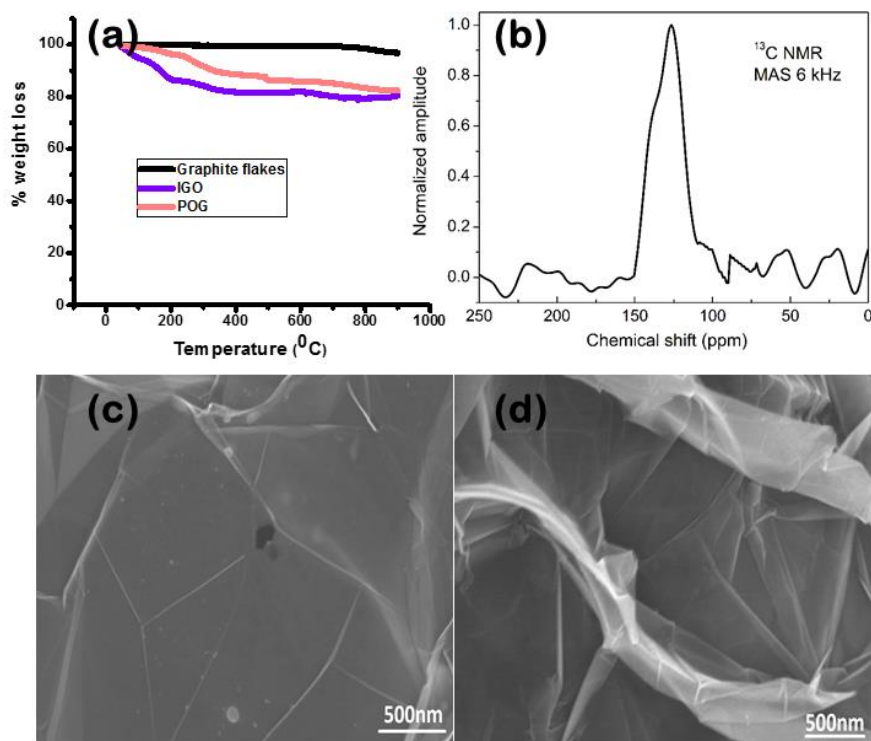 (a)
% weight loss
100
80
60
40
20
0
80
100
Graphite flakes
IGO
POG
0
200
400
600
800
1000
Temperature (⁰C)
(b)
Normalized amplitude
1.0
0.8
0.6
0.4
0.2
0.0
¹³C NMR
MAS 6 kHz
250
200
150
100
50
0
Chemical shift (ppm)
(c)
500nm
(d)
500nm